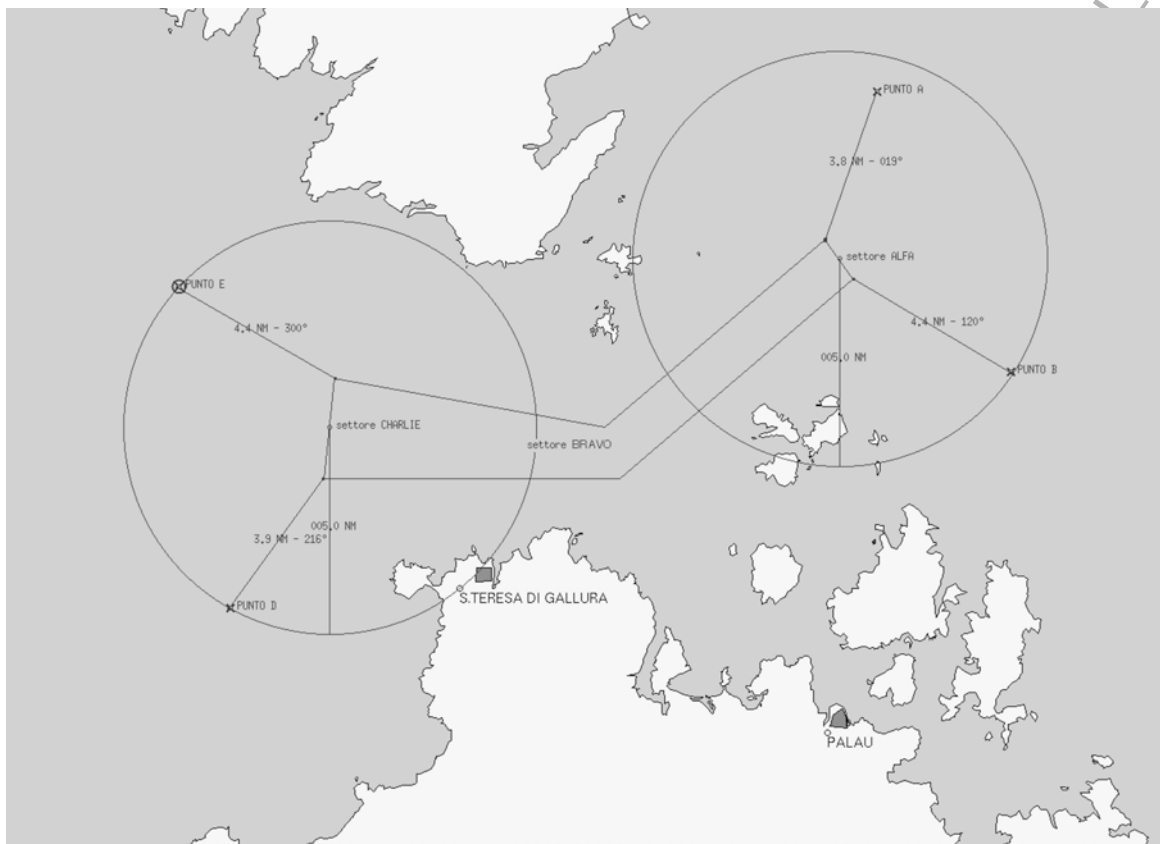 PUNTO A
3.8 NM - 019°
settore ALFA
PUNTO E
4.4 NM - 300°
4.4 NM - 120°
005.0 NM
PUNTO B
settore CHARLIE
settore BRAVO
005.0 NM
3.9 NM - 216°
PUNTO D
S.TERESA DI GALLURA
PALAU